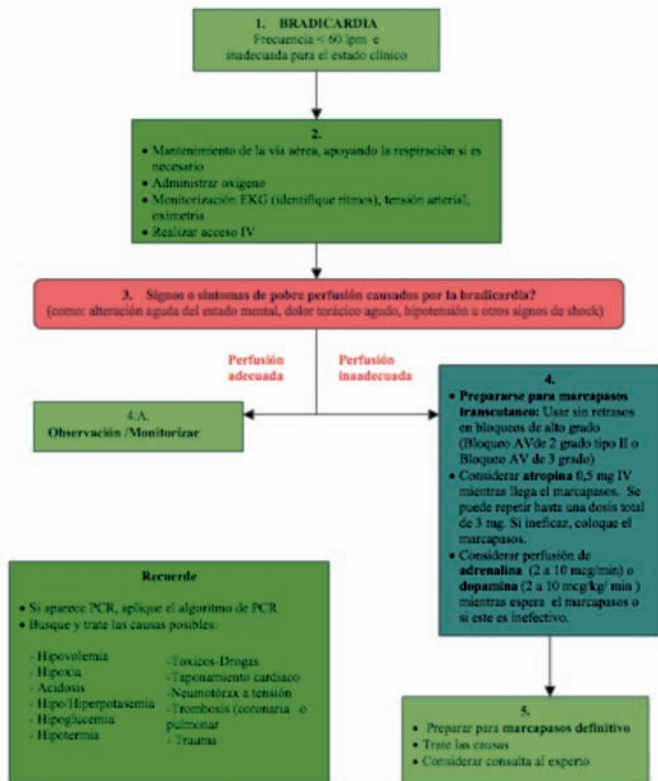 1. BRADICARDIA
Frecuencia < 60 lpm e
inadecuada para el estado clínico
2.
• Mantenimiento de la vía aérea, apoyando la respiración si es
necesario
• Administrar oxigeno
• Monitorización EKG (identifique ritmos), tensión arterial,
oximetría
• Realizar acceso IV
3. Signos o síntomas de pobre perfusión causados por la bradicardia?
(como: alteración aguda del estado mental, dolor torácico agudo, hipotensión u otros signos de shock)
Perfusión
adecuada
Perfusión
inaadecuada
4.A.
Observación /Monitorizar
4.
• Prepararse para marcapasos
transcutaneo: Usar sin retrasos
en bloqueos de alto grado
(Bloqueo AVde 2 grado tipo II o
Bloqueo AV de 3 grado)
• Considerar atropina 0,5 mg IV
mientras llega el marcapasos. Se
puede repetir hasta una dosis total
de 3 mg. Si ineficaz, coloque el
marcapasos.
• Considerar perfusión de
adrenalina (2 a 10 mcg/min) o
dopamina (2 a 10 mcg/kg/ min )
mientras espera el marcapasos o
si este es inefectivo.
Recuerde
• Si aparece PCR, aplique el algoritmo de PCR
• Busque y trate las causas posibles:
- Hipovolemia
- Hipoxia
- Acidosis
- Hipo/Hiperpotasemia
- Hipoglucemia
- Hipotermia
-Toxicos-Drogas
-Taponamiento cardiaco
-Neumotórax a tensión
-Trombosis (coronaria o
pulmonar
- Trauma
5.
• Preparar para marcapasos definitivo
• Trate las causas
• Considerar consulta al experto